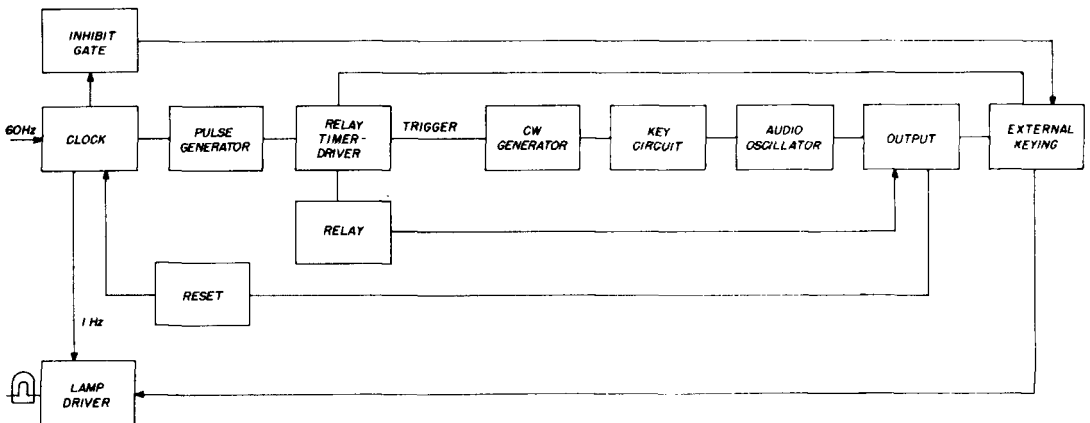 INHIBIT
GATE
60Hz
CLOCK
PULSE
GENERATOR
RELAY
TIMER-
DRIVER
TRIGGER
CW
GENERATOR
KEY
CIRCUIT
AUDIO
OSCILLATOR
OUTPUT
EXTERNAL
KEYING
RELAY
RESET
1 Hz
LAMP
DRIVER